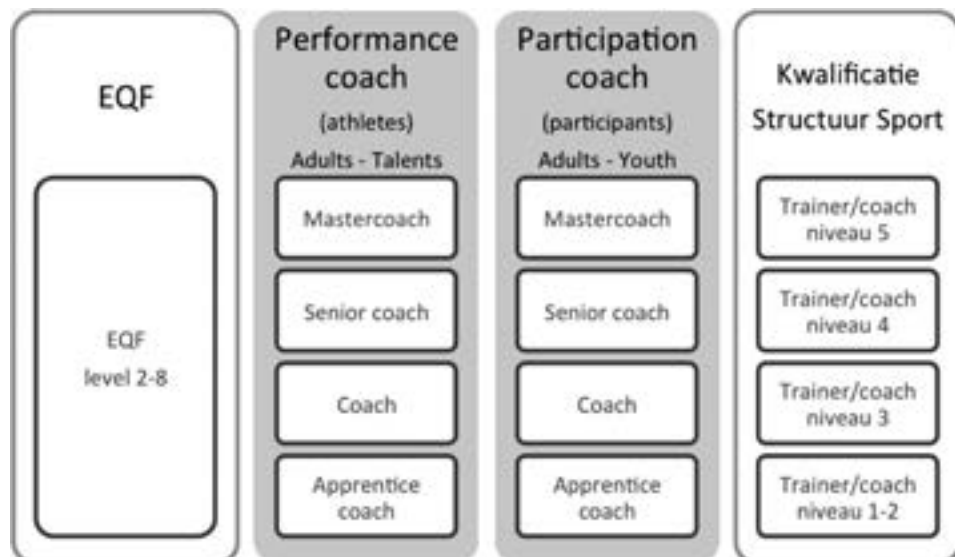 EQF
EQF
level 2-8
Performance
coach
(athletes)
Adults - Talents
Mastercoach
Senior coach
Coach
Apprentice
coach
Participation
coach
(participants)
Adults - Youth
Mastercoach
Senior coach
Coach
Apprentice
coach
Kwalificatie
Structuur Sport
Trainer/coach
niveau 5
Trainer/coach
niveau 4
Trainer/coach
niveau 3
Trainer/coach
niveau 1-2